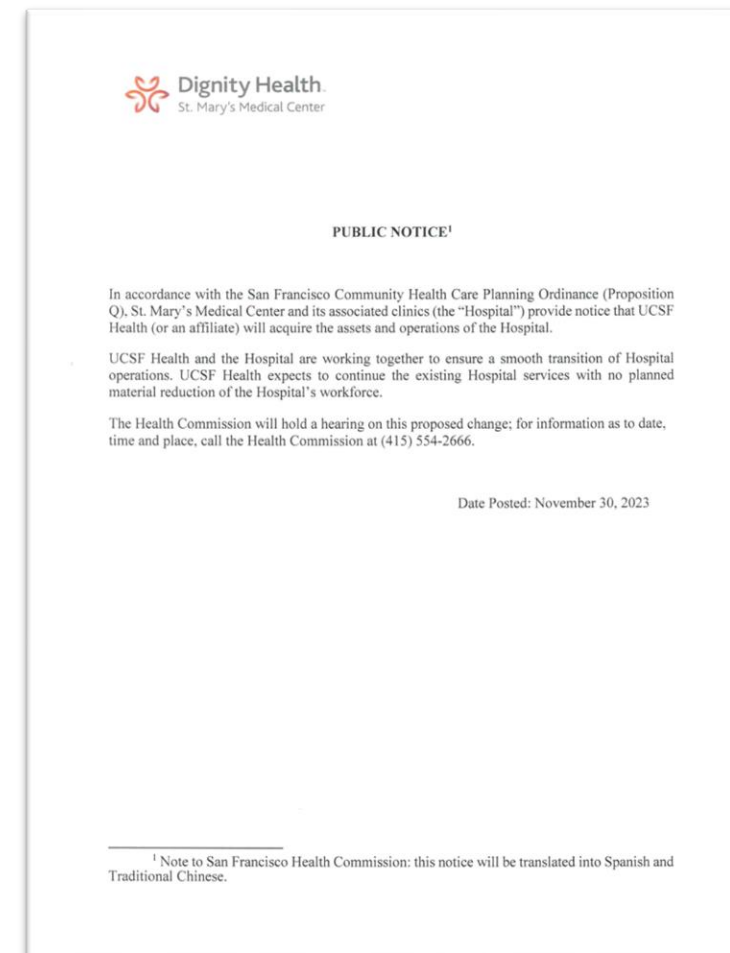 Dignity Health.
St. Mary's Medical Center
PUBLIC NOTICE¹
In accordance with the San Francisco Community Health Care Planning Ordinance (Proposition
Q), St. Mary's Medical Center and its associated clinics (the "Hospital") provide notice that UCSF
Health (or an affiliate) will acquire the assets and operations of the Hospital.
UCSF Health and the Hospital are working together to ensure a smooth transition of Hospital
operations. UCSF Health expects to continue the existing Hospital services with no planned
material reduction of the Hospital's workforce.
The Health Commission will hold a hearing on this proposed change; for information as to date,
time and place, call the Health Commission at (415) 554-2666.
Date Posted: November 30, 2023
¹ Note to San Francisco Health Commission: this notice will be translated into Spanish and
Traditional Chinese.